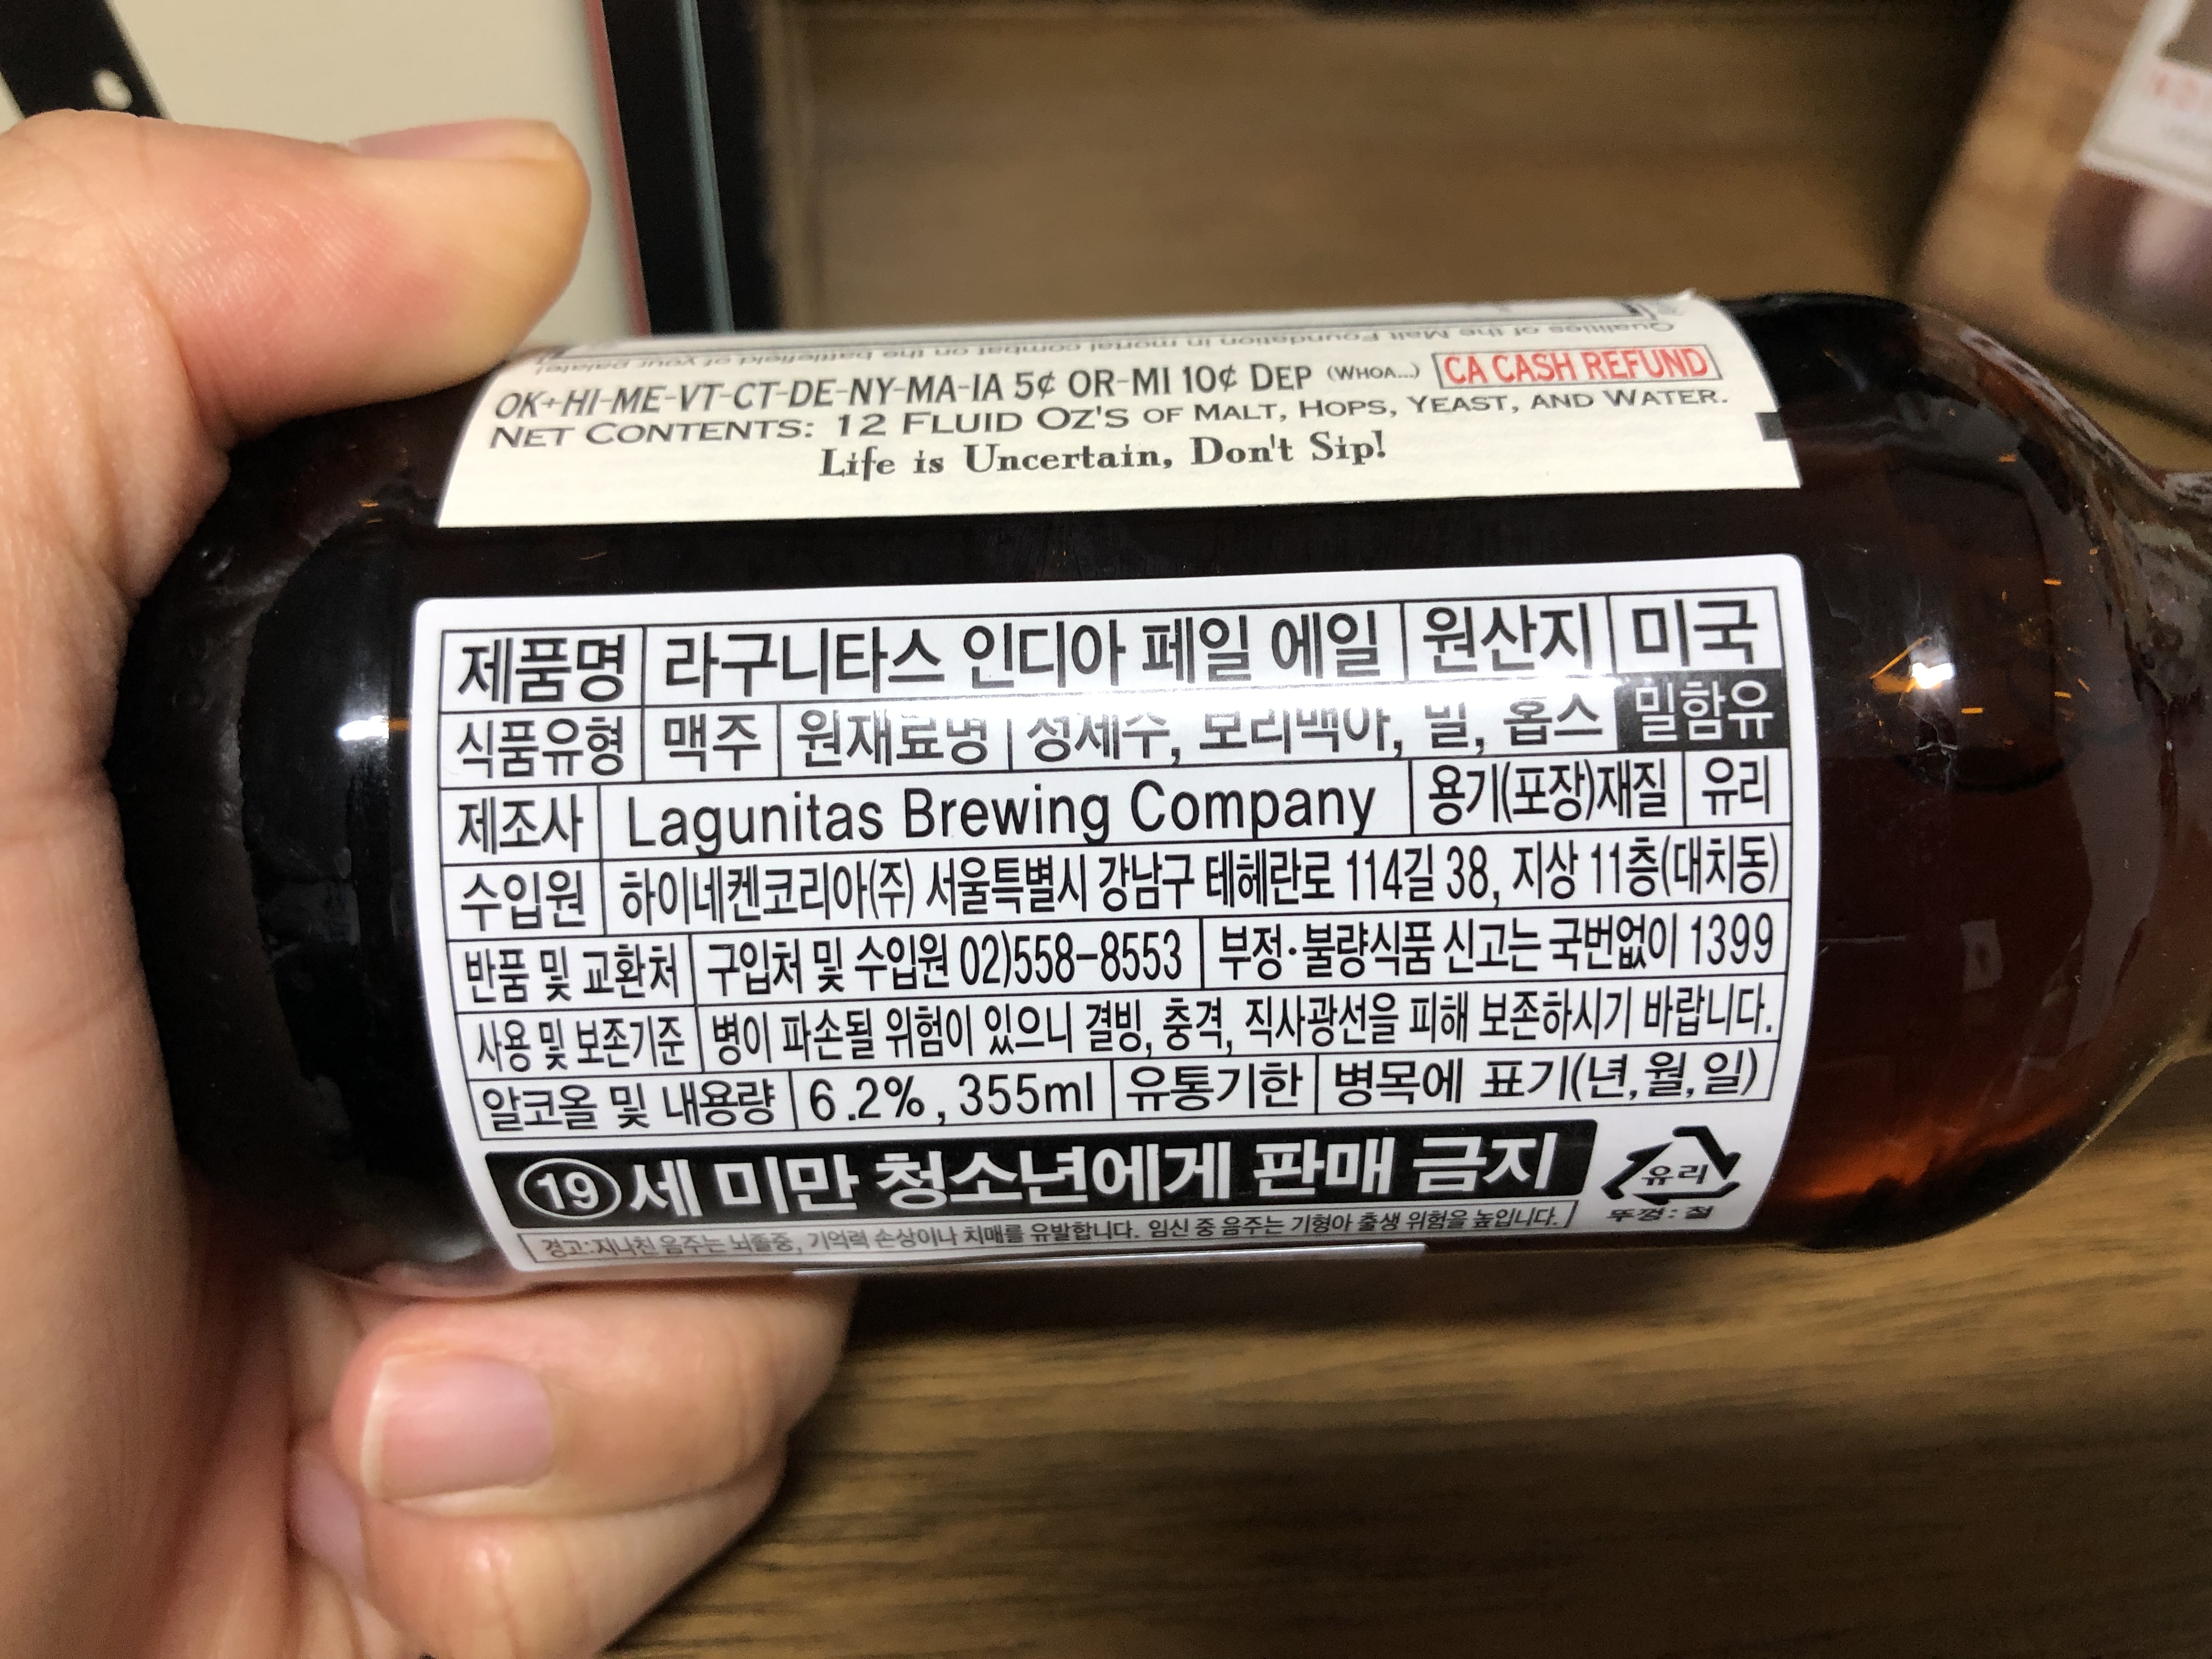 Qualities of the Malt Foundation in mortal combat on the battlefield of your palate!
OK+HI-ME-VT-CT-DE-NY-MA-IA 5¢ OR-MI 10¢ DEP (WHOA...) CA CASH REFUND
NET CONTENTS: 12 FLUID OZ'S OF MALT, HOPS, YEAST, AND WATER.
Life is Uncertain, Don't Sip!
제품명 라구니타스 인디아 페일 에일 원산지 미국
식품유형 맥주 원재료명 정제수, 보리맥아, 밀, 홉스 밀함유
제조사 Lagunitas Brewing Company 용기(포장)재질 유리
수입원 하이네켄코리아(주) 서울특별시 강남구 테헤란로 114길 38, 지상 11층(대치동)
반품 및 교환처 구입처 및 수입원 02)558-8553 부정·불량식품 신고는 국번없이 1399
사용 및 보존기준 병이 파손될 위험이 있으니 결빙, 충격, 직사광선을 피해 보존하시기 바랍니다.
알코올 및 내용량 6.2%, 355ml 유통기한 병목에 표기(년,월,일)
19세 미만 청소년에게 판매 금지
유리
뚜껑:철
경고:지나친 음주는 뇌졸중, 기억력 손상이나 치매를 유발합니다. 임신 중 음주는 기형아 출생 위험을 높입니다.